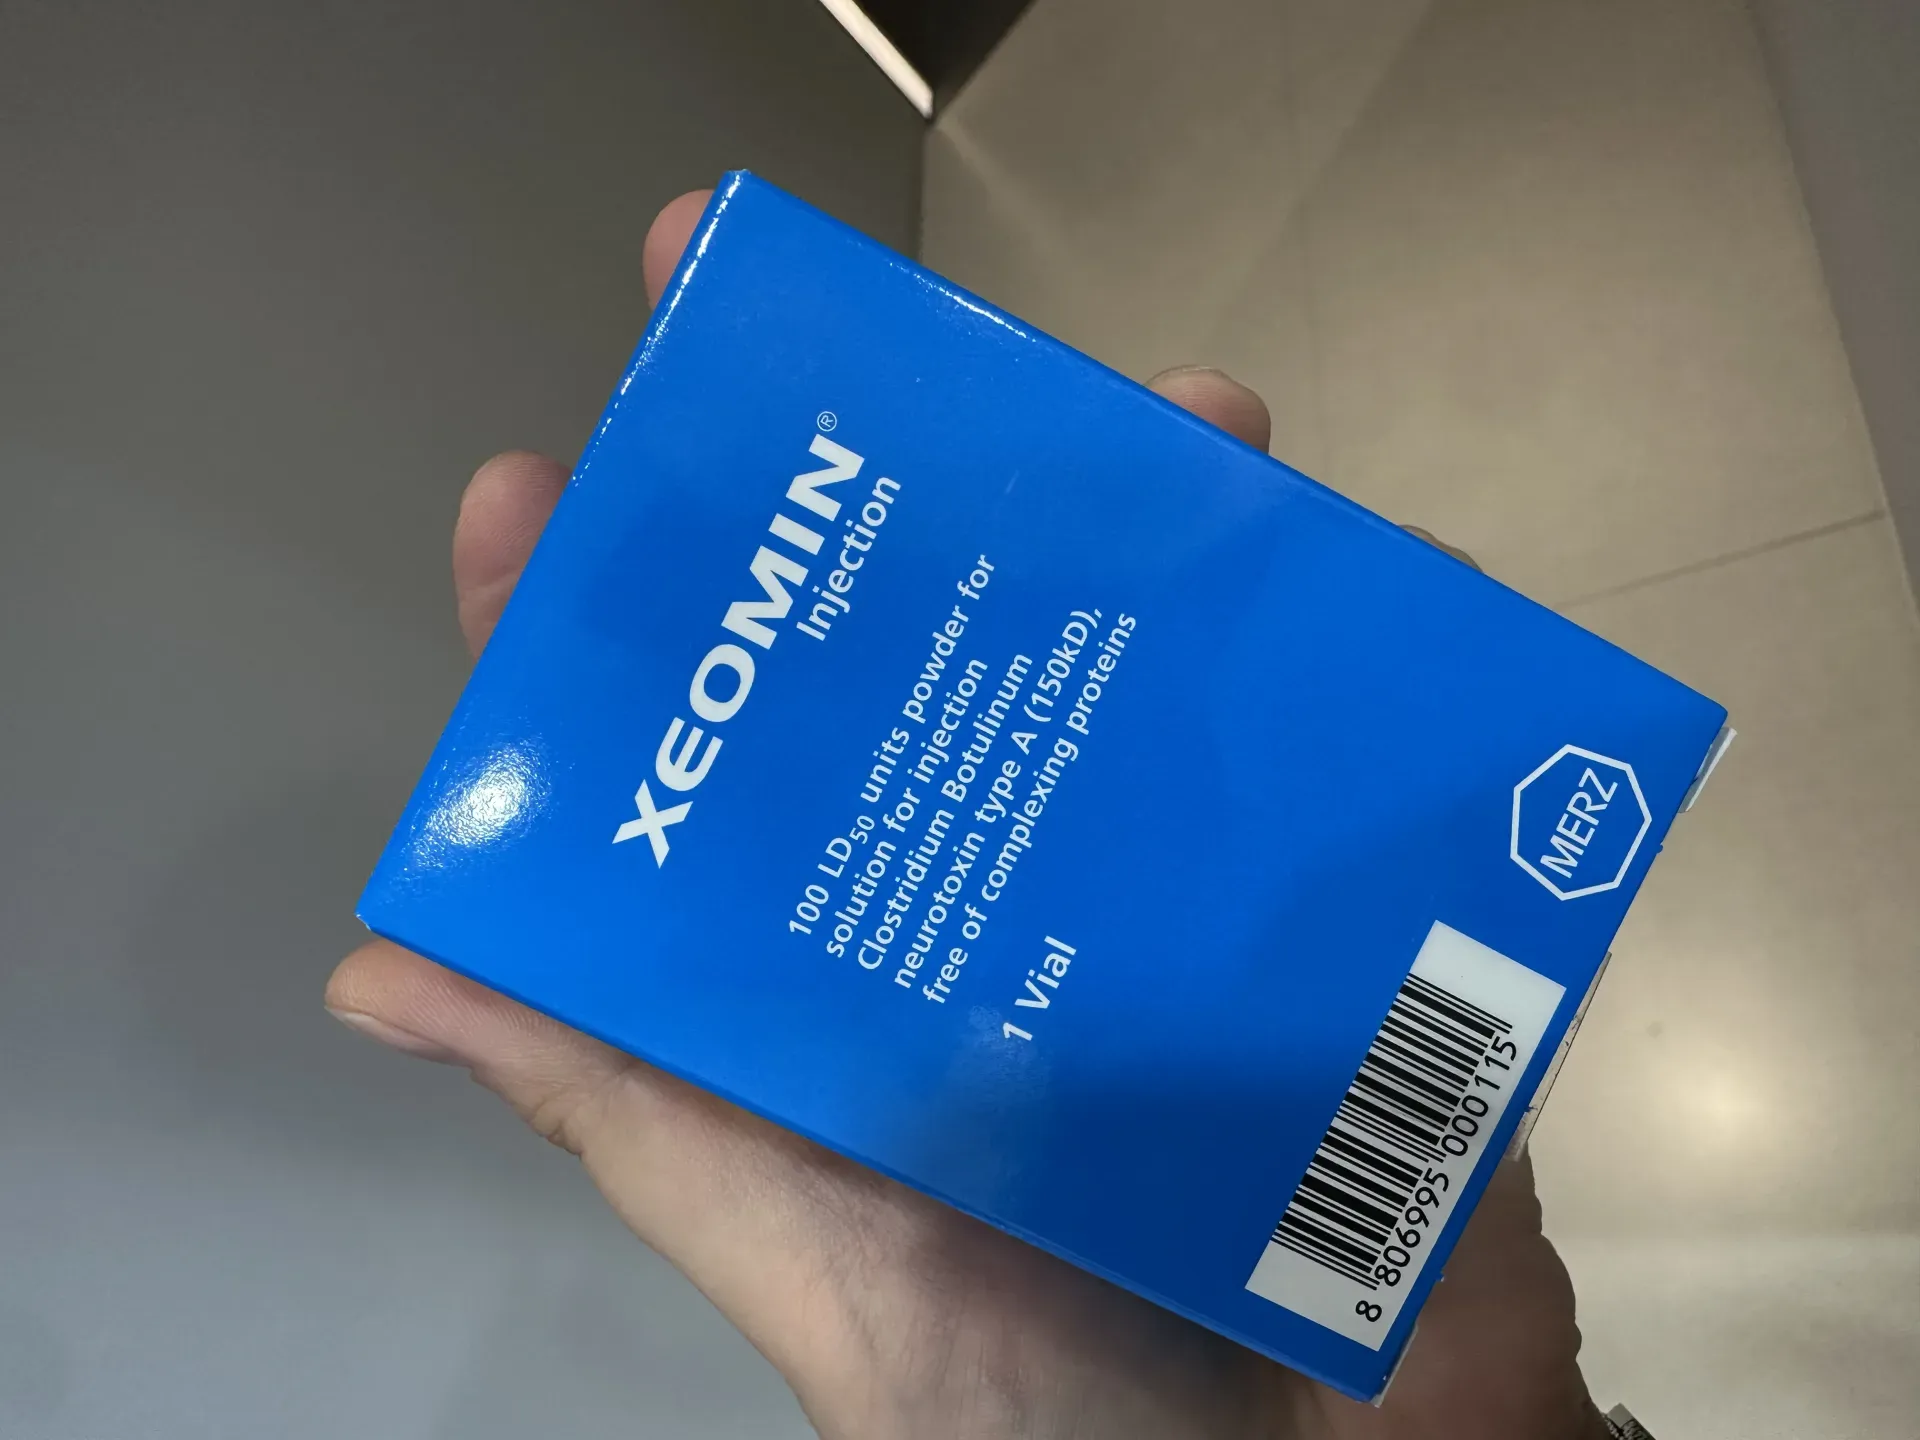 XEOMIN®
Injection
100 LD50 units powder for
solution for injection
Clostridium Botulinum
neurotoxin type A (150kD),
free of complexing proteins
1 Vial
MERZ
8 806995 000115